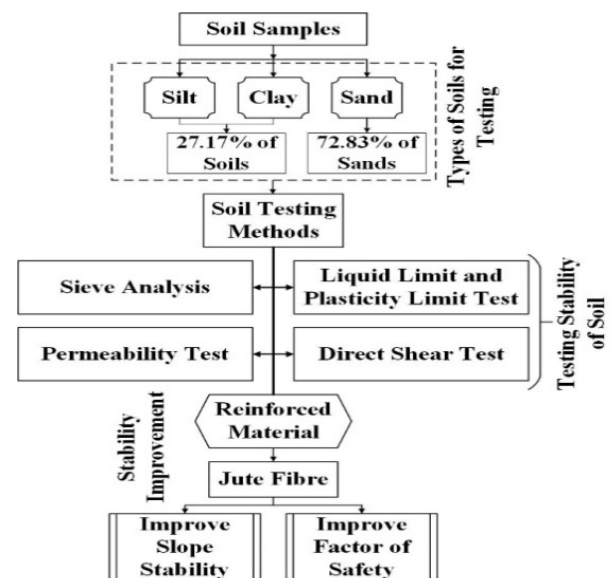 Soil Samples
Silt
Clay
Sand
27.17% of
Soils
72.83% of
Sands
Types of Soils for
Testing
Soil Testing
Methods
Sieve Analysis
Liquid Limit and
Plasticity Limit Test
Permeability Test
Direct Shear Test
Testing Stability
of Soil
Reinforced
Material
Stability
Improvement
Jute Fibre
Improve
Slope
Stability
Improve
Factor of
Safety